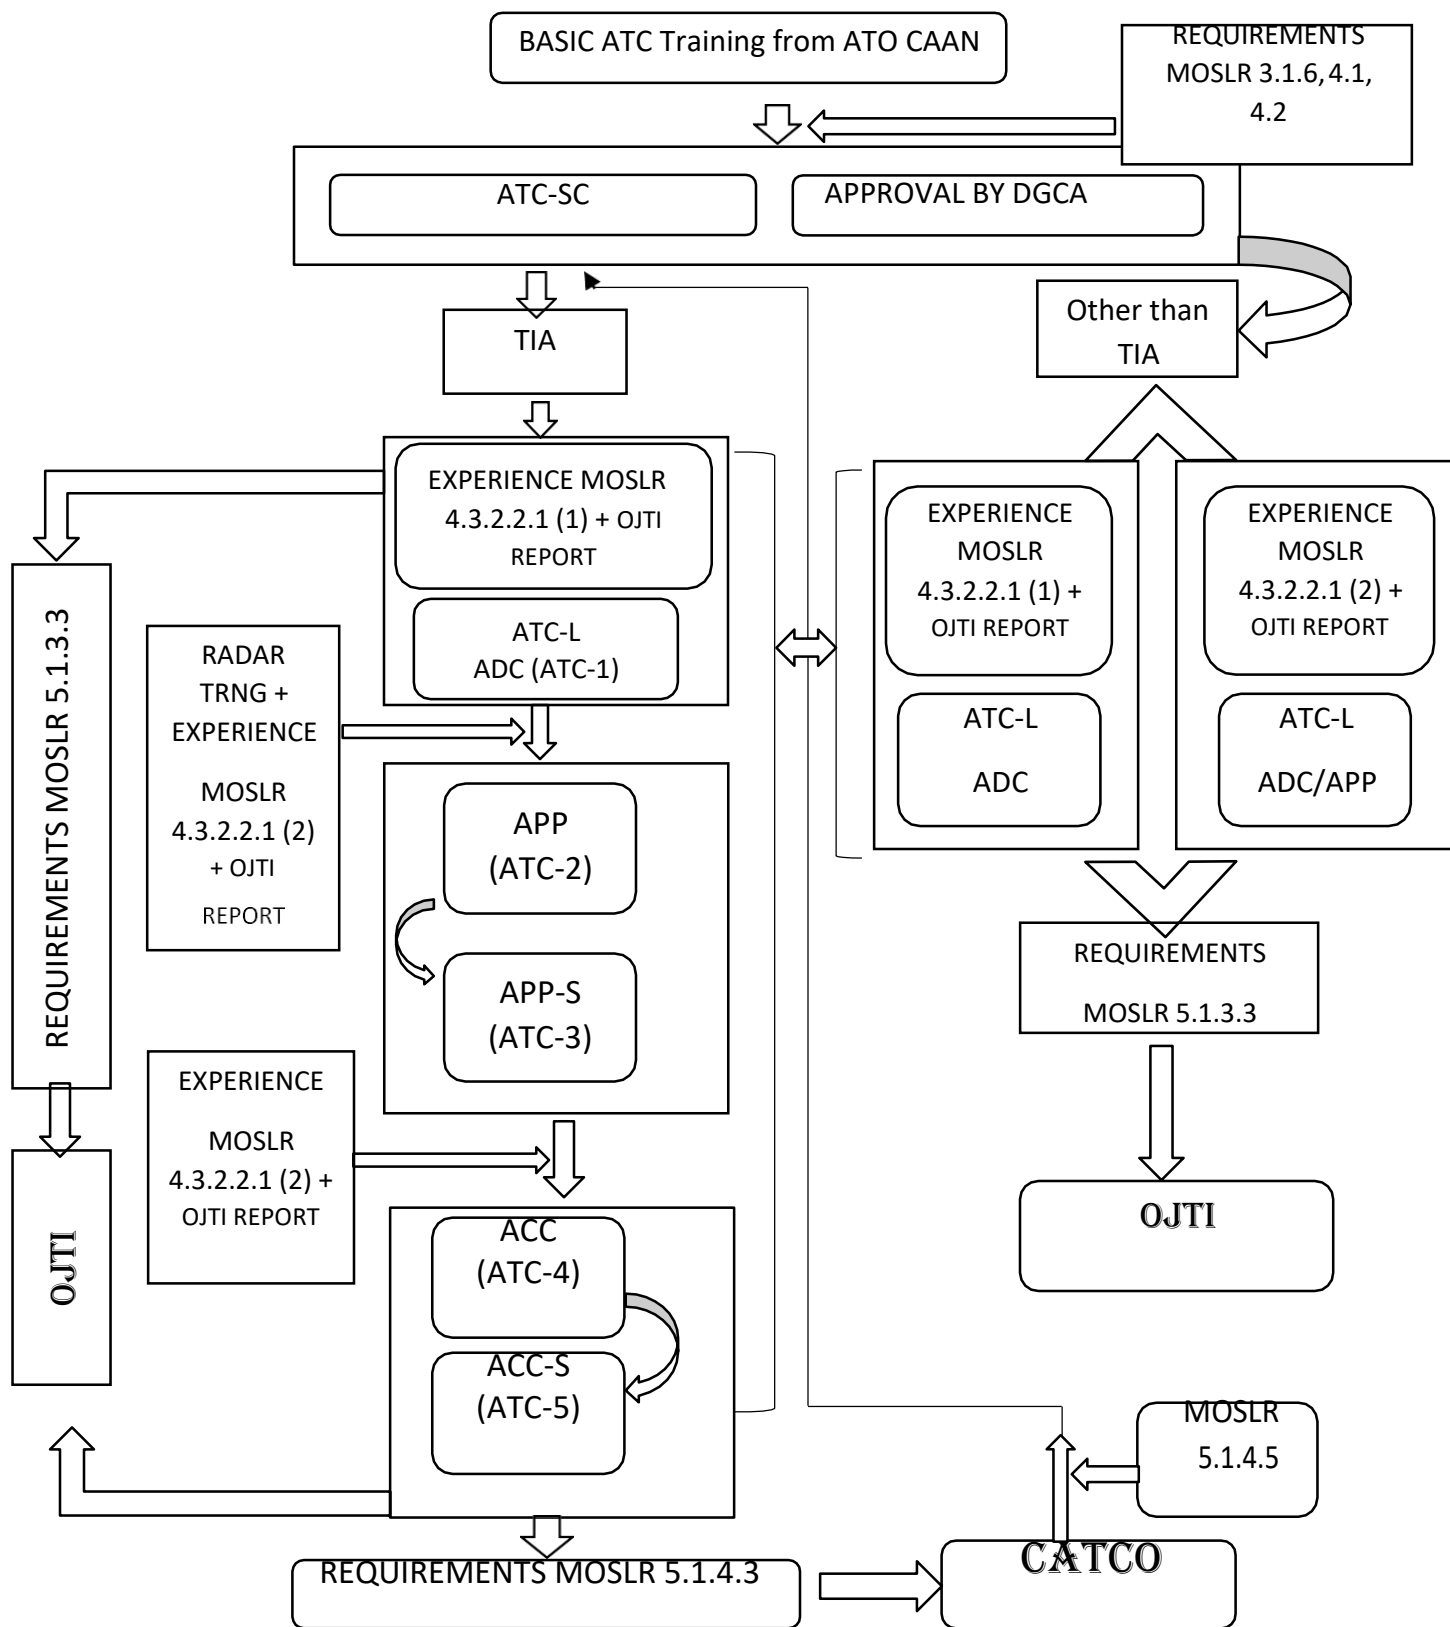 BASIC ATC Training from ATO CAAN
REQUIREMENTS
MOSLR 3.1.6, 4.1,
4.2
ATC-SC
APPROVAL BY DGCA
TIA
Other than
TIA
EXPERIENCE MOSLR
4.3.2.2.1 (1) + OJTI
REPORT
ATC-L
ADC (ATC-1)
EXPERIENCE
MOSLR
4.3.2.2.1 (1) +
OJTI REPORT
ATC-L
ADC
EXPERIENCE
MOSLR
4.3.2.2.1 (2) +
OJTI REPORT
ATC-L
ADC/APP
REQUIREMENTS MOSLR 5.1.3.3
RADAR
TRNG +
EXPERIENCE
MOSLR
4.3.2.2.1 (2)
+ OJTI
REPORT
APP
(ATC-2)
APP-S
(ATC-3)
REQUIREMENTS
MOSLR 5.1.3.3
EXPERIENCE
MOSLR
4.3.2.2.1 (2) +
OJTI REPORT
OJTI
ACC
(ATC-4)
ACC-S
(ATC-5)
OJTI
MOSLR
5.1.4.5
REQUIREMENTS MOSLR 5.1.4.3
CATCO